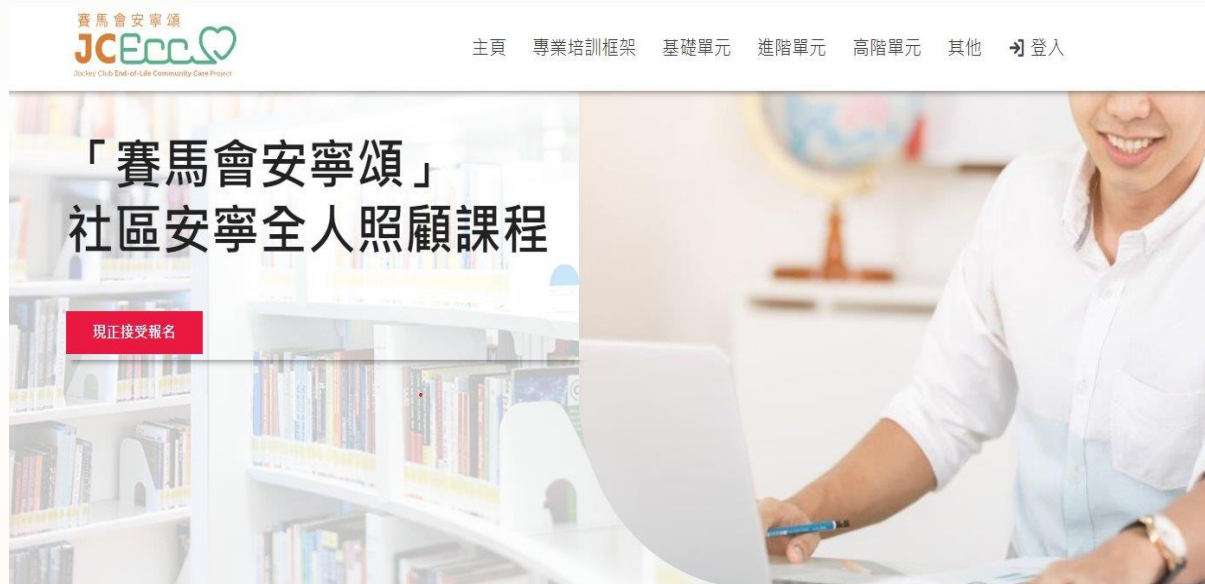 賽馬會安寧頌
JCECC
Jockey Club End-of-Life Community Care Project
主頁 專業培訓框架 基礎單元 進階單元 高階單元 其他 登入
「賽馬會安寧頌」
社區安寧全人照顧課程
現正接受報名